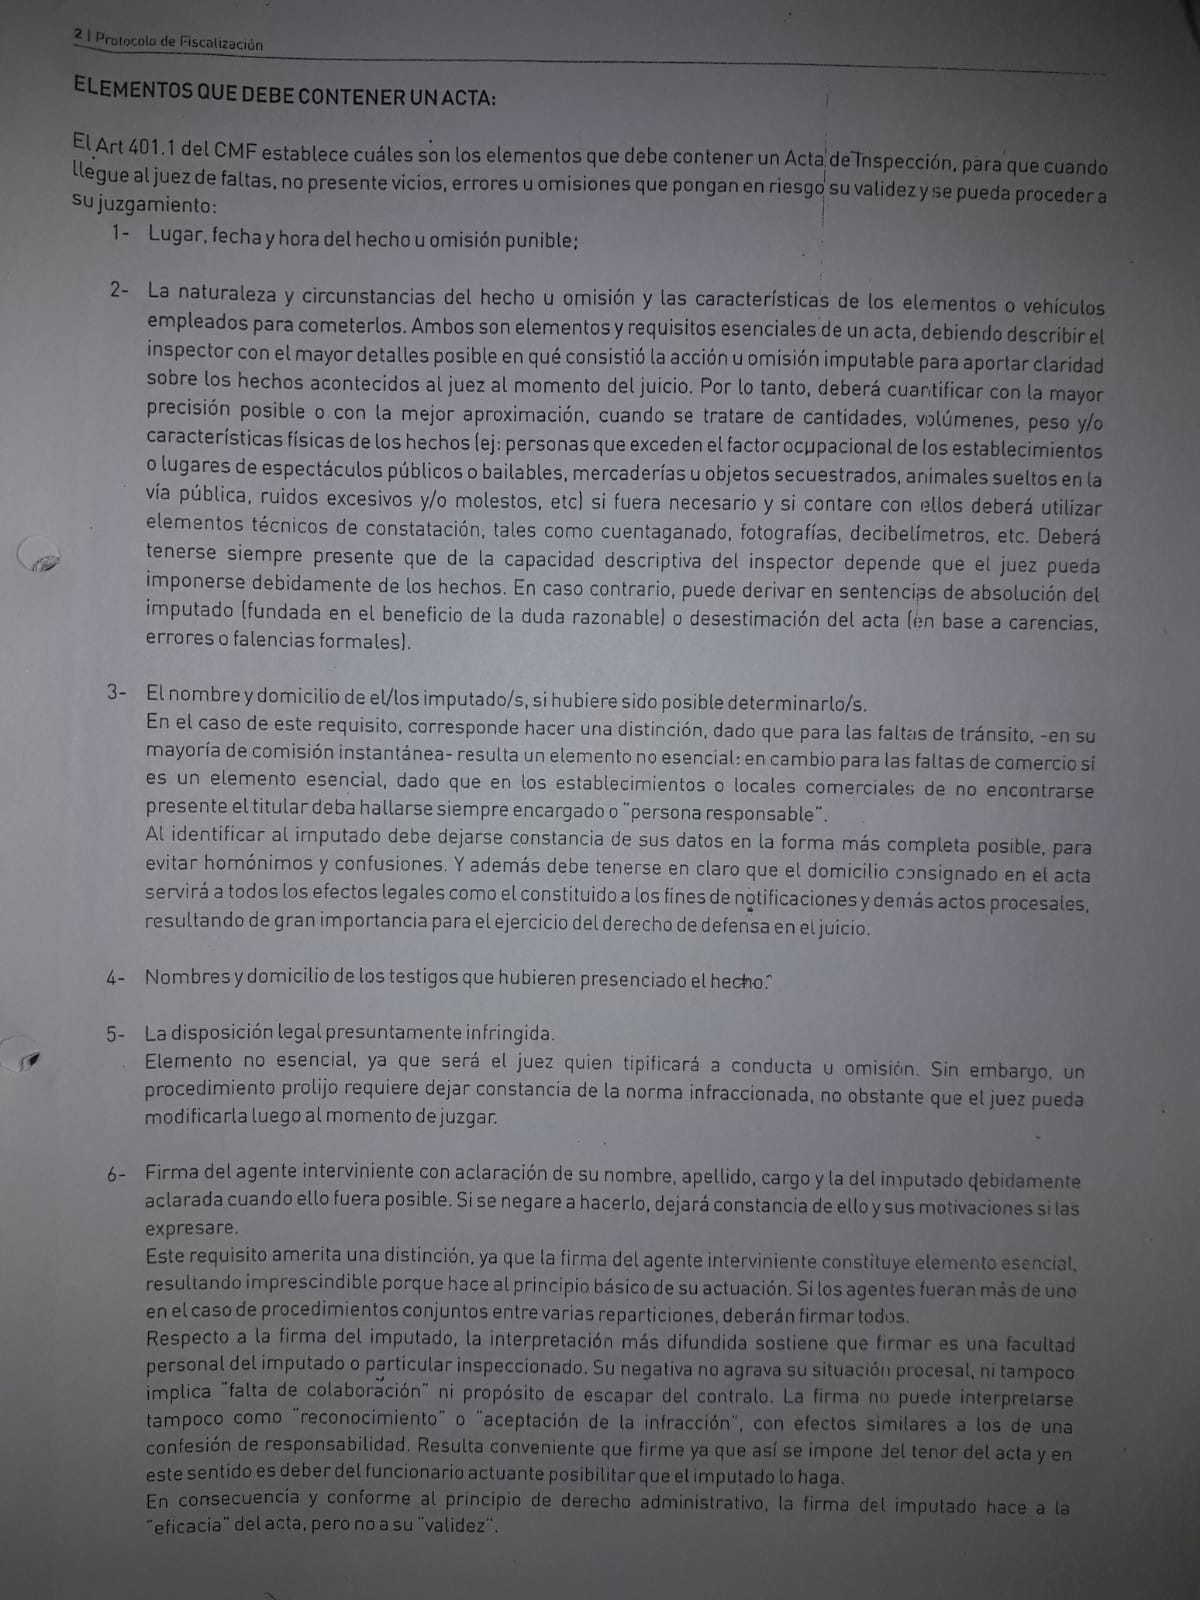 2 | Protocolo de Fiscalización
ELEMENTOS QUE DEBE CONTENER UN ACTA:
El Art 401.1 del CMF establece cuáles són los elementos que debe contener un Acta de Inspección, para que cuando
llegue al juez de faltas, no presente vicios, errores u omisiones que pongan en riesgo su validez y se pueda proceder a
su juzgamiento:
1- Lugar, fecha y hora del hecho u omisión punible;
2- La naturaleza y circunstancias del hecho u omisión y las características de los elementos o vehículos
empleados para cometerlos. Ambos son elementos y requisitos esenciales de un acta, debiendo describir el
inspector con el mayor detalles posible en qué consistió la acción u omisión imputable para aportar claridad
sobre los hechos acontecidos al juez al momento del juicio. Por lo tanto, deberá cuantificar con la mayor
precisión posible o con la mejor aproximación, cuando se tratare de cantidades, volúmenes, peso y/o
características físicas de los hechos (ej: personas que exceden el factor ocupacional de los establecimientos
o lugares de espectáculos públicos o bailables, mercaderías u objetos secuestrados, animales sueltos en la
vía pública, ruidos excesivos y/o molestos, etc) si fuera necesario y si contare con ellos deberá utilizar
elementos técnicos de constatación, tales como cuentaganado, fotografías, decibelímetros, etc. Deberá
tenerse siempre presente que de la capacidad descriptiva del inspector depende que el juez pueda
imponerse debidamente de los hechos. En caso contrario, puede derivar en sentencias de absolución del
imputado (fundada en el beneficio de la duda razonable) o desestimación del acta (en base a carencias,
errores o falencias formales).
3- El nombre y domicilio de el/los imputado/s, si hubiere sido posible determinarlo/s.
En el caso de este requisito, corresponde hacer una distinción, dado que para las faltas de tránsito, -en su
mayoría de comisión instantánea- resulta un elemento no esencial: en cambio para las faltas de comercio sí
es un elemento esencial, dado que en los establecimientos o locales comerciales de no encontrarse
presente el titular deba hallarse siempre encargado o "persona responsable".
Al identificar al imputado debe dejarse constancia de sus datos en la forma más completa posible, para
evitar homónimos y confusiones. Y además debe tenerse en claro que el domicilio consignado en el acta
servirá a todos los efectos legales como el constituido a los fines de notificaciones y demás actos procesales,
resultando de gran importancia para el ejercicio del derecho de defensa en el juicio.
4- Nombres y domicilio de los testigos que hubieren presenciado el hecho."
5- La disposición legal presuntamente infringida.
Elemento no esencial, ya que será el juez quien tipificará a conducta u omisión. Sin embargo, un
procedimiento prolijo requiere dejar constancia de la norma infraccionada, no obstante que el juez pueda
modificarla luego al momento de juzgar.
6- Firma del agente interviniente con aclaración de su nombre, apellido, cargo y la del imputado debidamente
aclarada cuando ello fuera posible. Si se negare a hacerlo, dejará constancia de ello y sus motivaciones si las
expresare.
Este requisito amerita una distinción, ya que la firma del agente interviniente constituye elemento esencial,
resultando imprescindible porque hace al principio básico de su actuación. Si los agentes fueran más de uno
en el caso de procedimientos conjuntos entre varias reparticiones, deberán firmar todos.
Respecto a la firma del imputado, la interpretación más difundida sostiene que firmar es una facultad
personal del imputado o particular inspeccionado. Su negativa no agrava su situación procesal, ni tampoco
implica "falta de colaboración" ni propósito de escapar del contralo. La firma no puede interpretarse
tampoco como "reconocimiento" o "aceptación de la infracción", con efectos similares a los de una
confesión de responsabilidad. Resulta conveniente que firme ya que así se impone del tenor del acta y en
este sentido es deber del funcionario actuante posibilitar que el imputado lo haga.
En consecuencia y conforme al principio de derecho administrativo, la firma del imputado hace a la
"eficacia" del acta, pero no a su "validez".